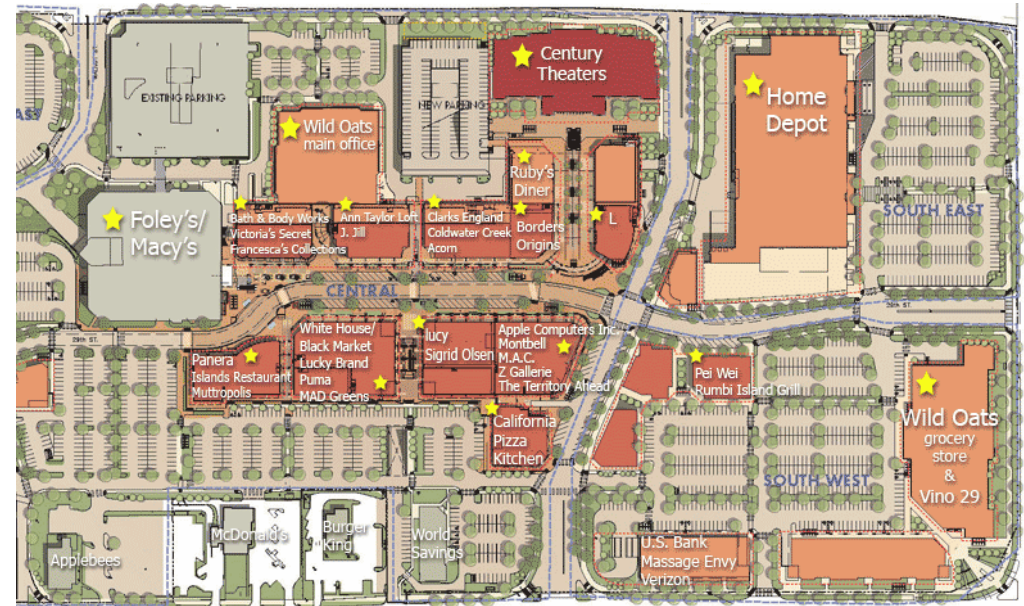 EXISTING PARKING
NEW PARKING
Century
Theaters
Home
Depot
Wild Oats
main office
Ruby's
Diner
Borders
Origins
L
Foley's/
Macy's
Bath & Body Works
Victoria's Secret
Francesca's Collections
Ann Taylor Loft
J. Jill
Clarks England
Coldwater Creek
Acorn
SOUTH EAST
CENTRAL
29th ST.
Panera
Islands Restaurant
Muttropolis
White House/
Black Market
Lucky Brand
Puma
MAD Greens
lucy
Sigrid Olsen
Apple Computers Inc.
Montbell
M.A.C.
Z Gallerie
The Territory Ahead
Pei Wei
Rumbi Island Grill
California
Pizza
Kitchen
Wild Oats
grocery
store
&
Vino 29
SOUTH WEST
Applebees
McDonald's
Burger
King
World
Savings
U.S. Bank
Massage Envy
Verizon